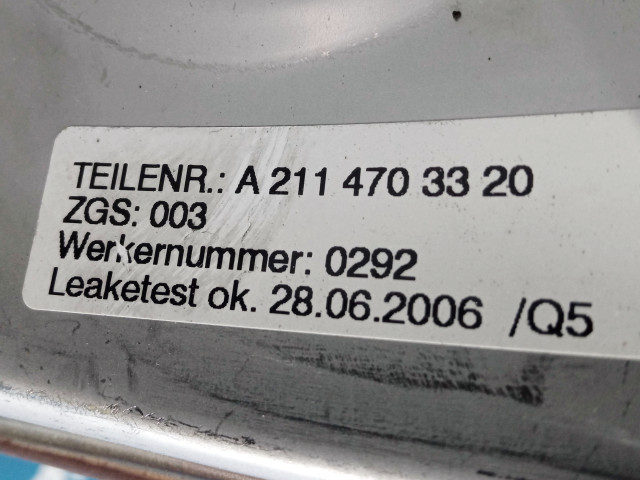 TEILENR.: A 211 470 33 20
ZGS: 003
Werkernummer: 0292
Leaketest ok. 28.06.2006 /Q5